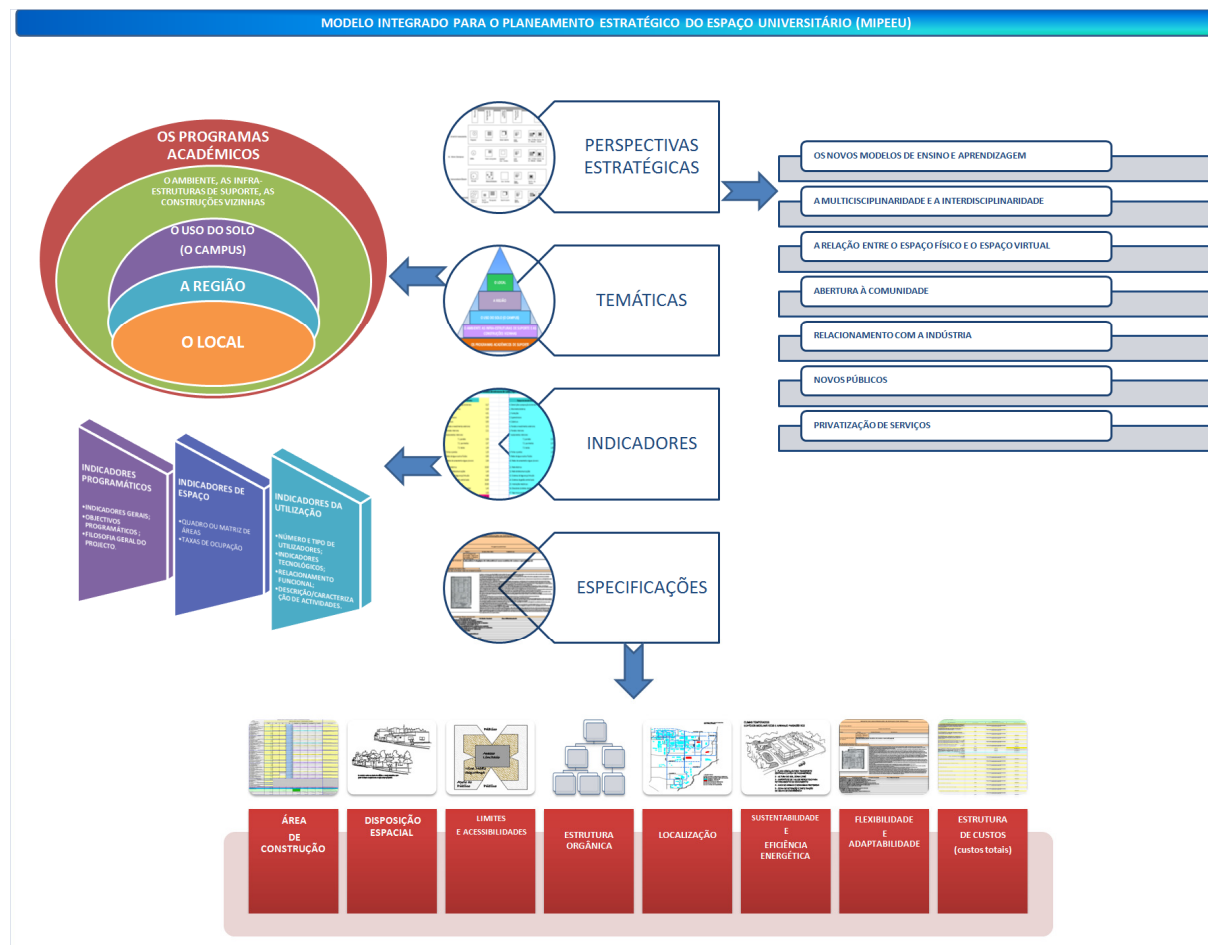 MODELO INTEGRADO PARA O PLANEAMENTO ESTRATÉGICO DO ESPAÇO UNIVERSITÁRIO (MIPEEU)
OS PROGRAMAS
ACADÉMICOS
O AMBIENTE, AS INFRA-
ESTRUTURAS DE SUPORTE, AS
CONSTRUÇÕES VIZINHAS
O USO DO SOLO
(O CAMPUS)
A REGIÃO
O LOCAL
PERSPECTIVAS
ESTRATÉGICAS
TEMÁTICAS
O LOCAL
A REGIÃO
INDICADORES
ESPECIFICAÇÕES
OS NOVOS MODELOS DE ENSINO E APRENDIZAGEM
A MULTICISCIPLINARIDADE E A INTERDISCIPLINARIDADE
A RELAÇÃO ENTRE O ESPAÇO FÍSICO E O ESPAÇO VIRTUAL
ABERTURA À COMUNIDADE
RELACIONAMENTO COM A INDÚSTRIA
NOVOS PÚBLICOS
PRIVATIZAÇÃO DE SERVIÇOS
INDICADORES
PROGRAMÁTICOS
•INDICADORES GERAIS;
•OBJECTIVOS
PROGRAMÁTICOS ;
•FILOSOFIA GERAL DO
PROJECTO.
INDICADORES DE
ESPAÇO
•QUADRO OU MATRIZ DE
ÁREAS
•TAXAS DE OCUPAÇÃO
INDICADORES DA
UTILIZAÇÃO
•NÚMERO E TIPO DE
UTILIZADORES;
•INDICADORES
TECNOLÓGICOS;
•RELACIONAMENTO
FUNCIONAL;
•DESCRIÇÃO/CARACTERIZA
ÇÃO DE ACTIVIDADES.
ÁREA
DE
CONSTRUÇÃO
DISPOSIÇÃO
ESPACIAL
LIMITES
E ACESSIBILIDADES
ESTRUTURA
ORGÂNICA
LOCALIZAÇÃO
SUSTENTABILIDADE
E
EFICIÊNCIA
ENERGÉTICA
FLEXIBILIDADE
E
ADAPTABILIDADE
ESTRUTURA
DE CUSTOS
(custos totais)